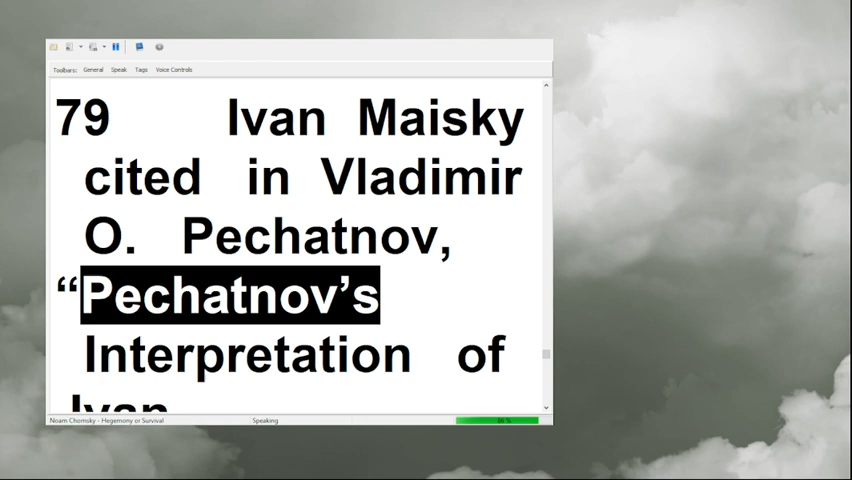 Toolbars: General Speak Tags Voice Controls
79 Ivan Maisky
cited in Vladimir
O. Pechatnov,
“Pechatnov’s
Interpretation of
Ivan
Noam Chomsky - Hegemony or Survival Speaking 86 %